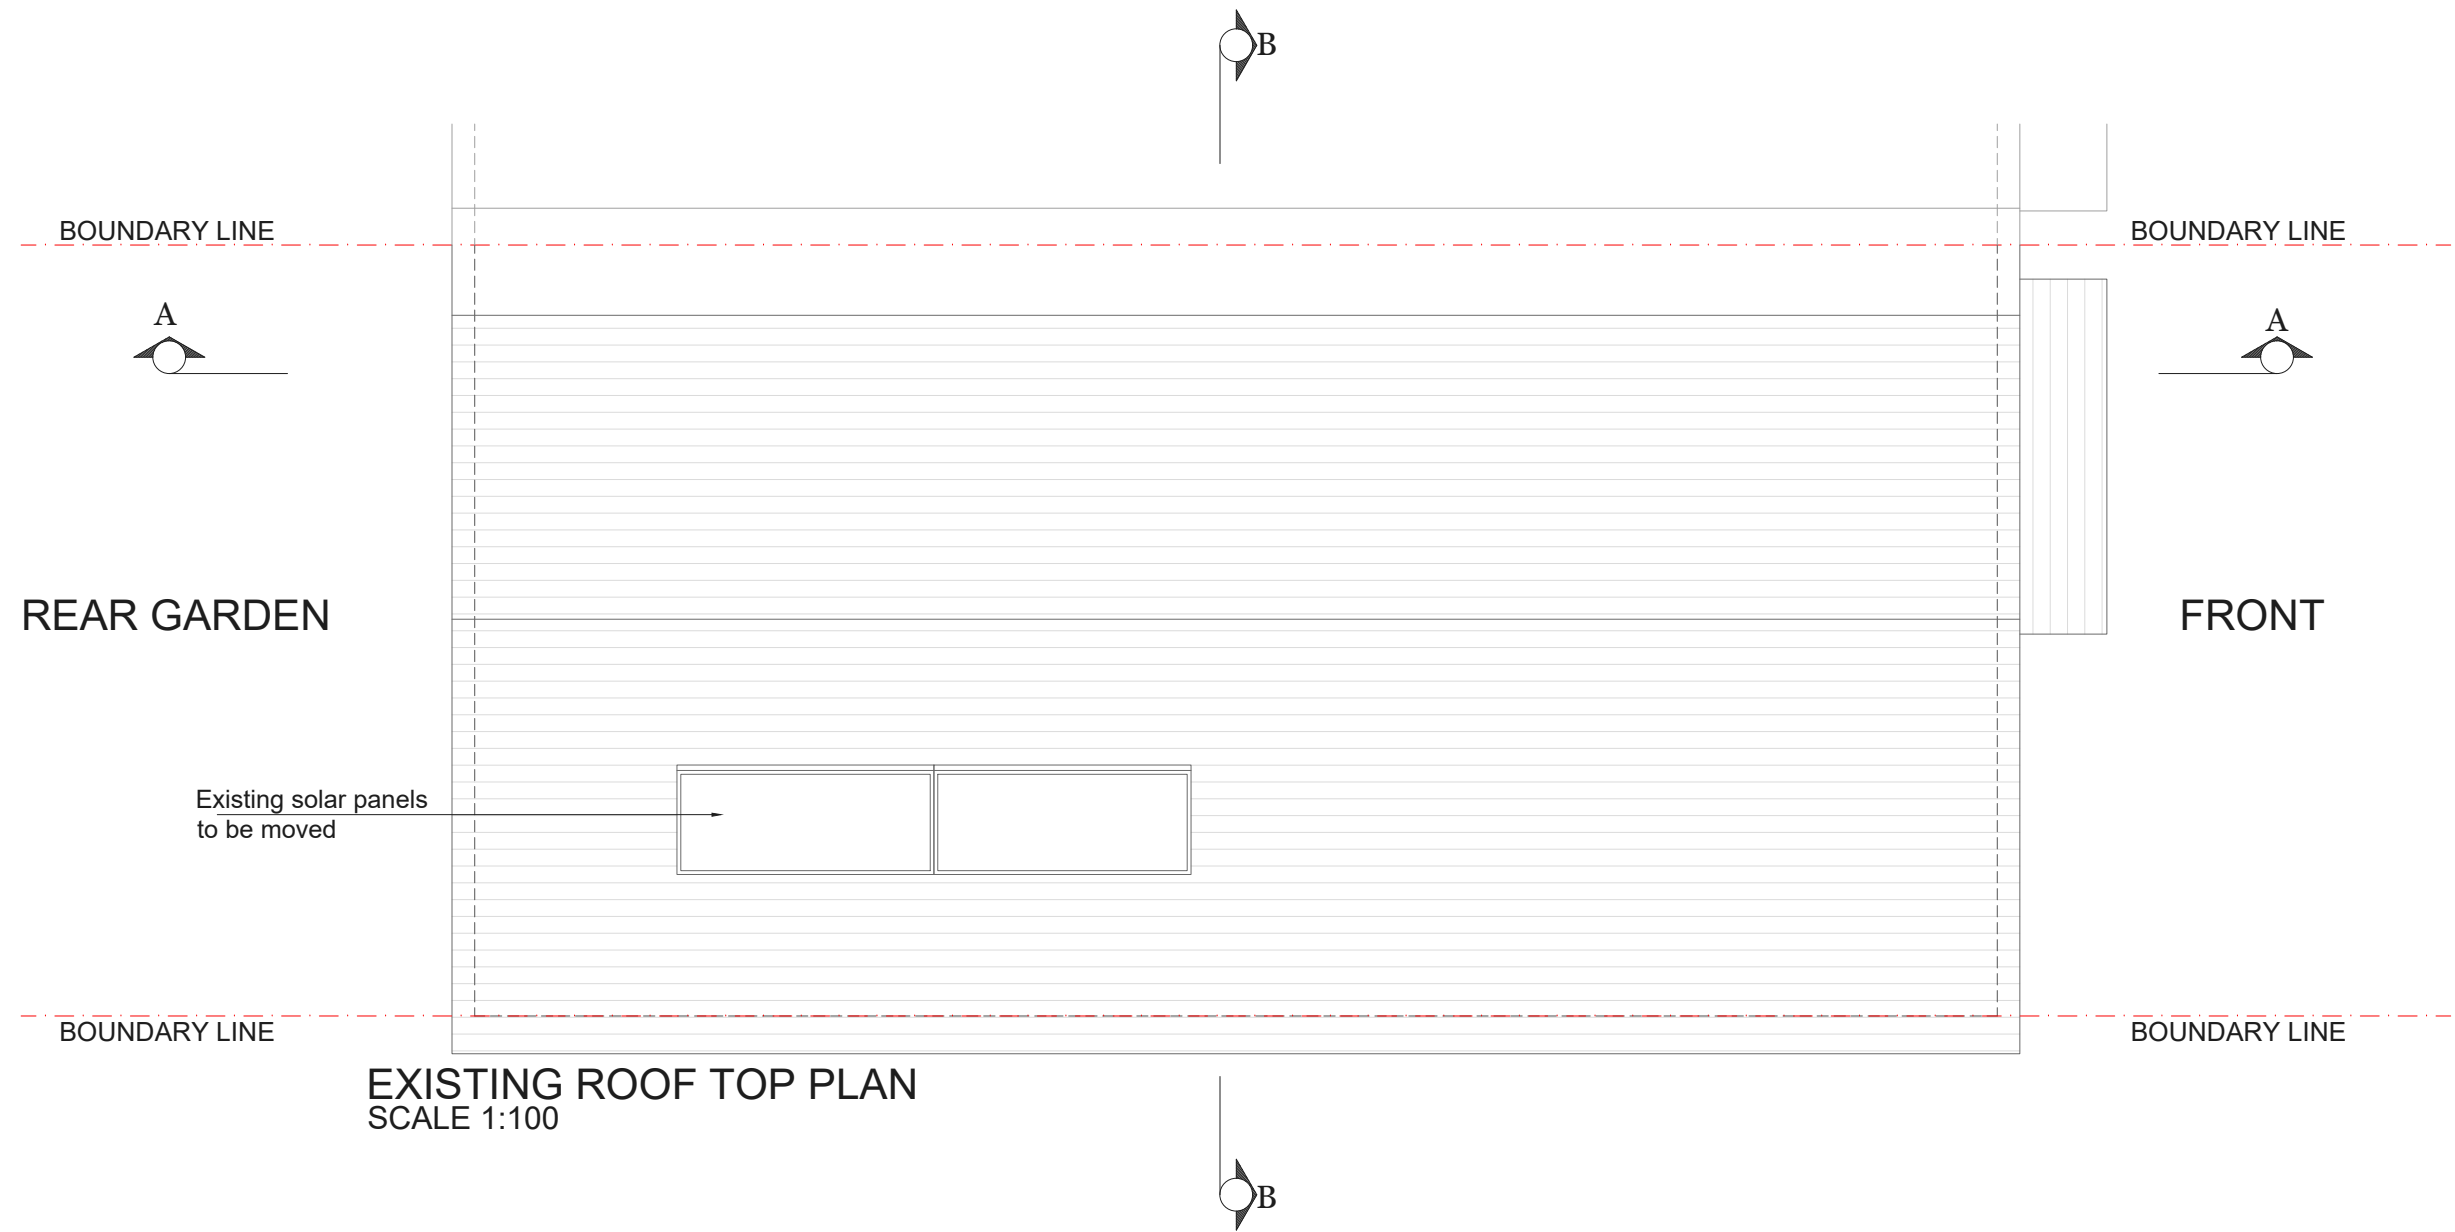 B
BOUNDARY LINE
BOUNDARY LINE
A
A
REAR GARDEN
FRONT
Existing solar panels
to be moved
BOUNDARY LINE
BOUNDARY LINE
EXISTING ROOF TOP PLAN
SCALE 1:100
B